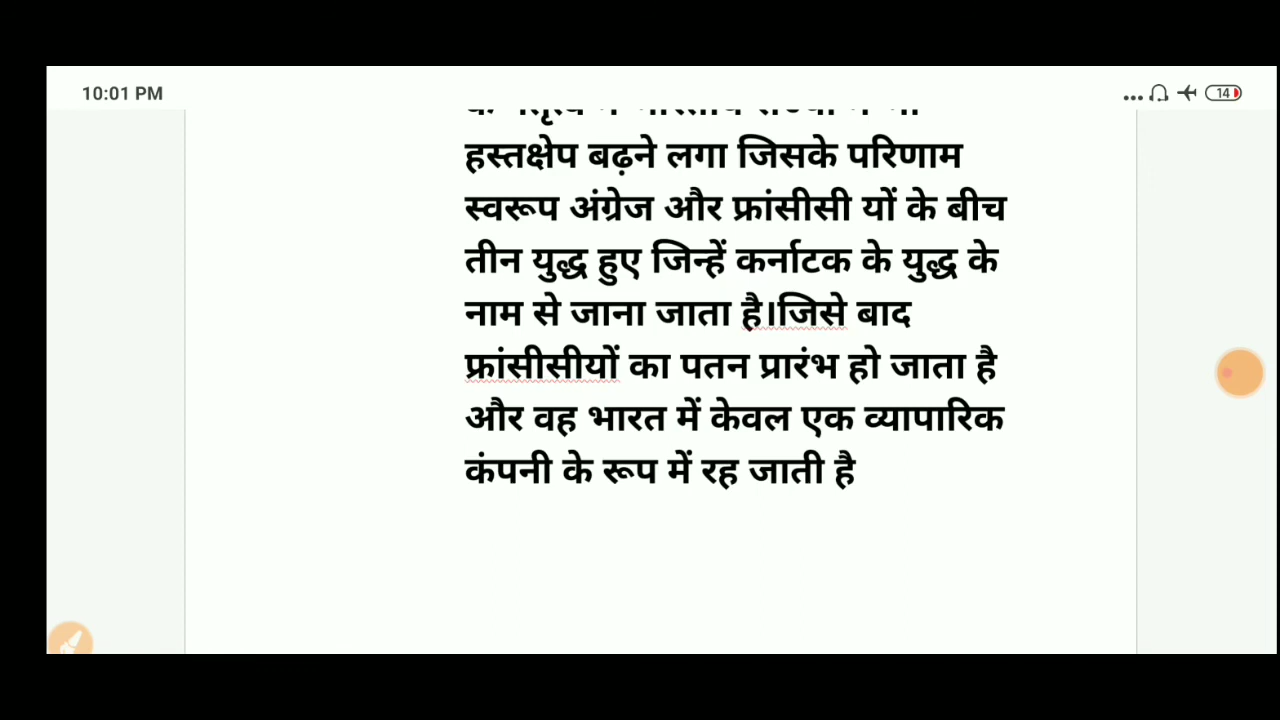 10:01 PM
14
हस्तक्षेप बढ़ने लगा जिसके परिणाम
स्वरूप अंग्रेज और फ्रांसीसी यों के बीच
तीन युद्ध हुए जिन्हें कर्नाटक के युद्ध के
नाम से जाना जाता है।जिसे बाद
फ्रांसीसीयों का पतन प्रारंभ हो जाता है
और वह भारत में केवल एक व्यापारिक
कंपनी के रूप में रह जाती है